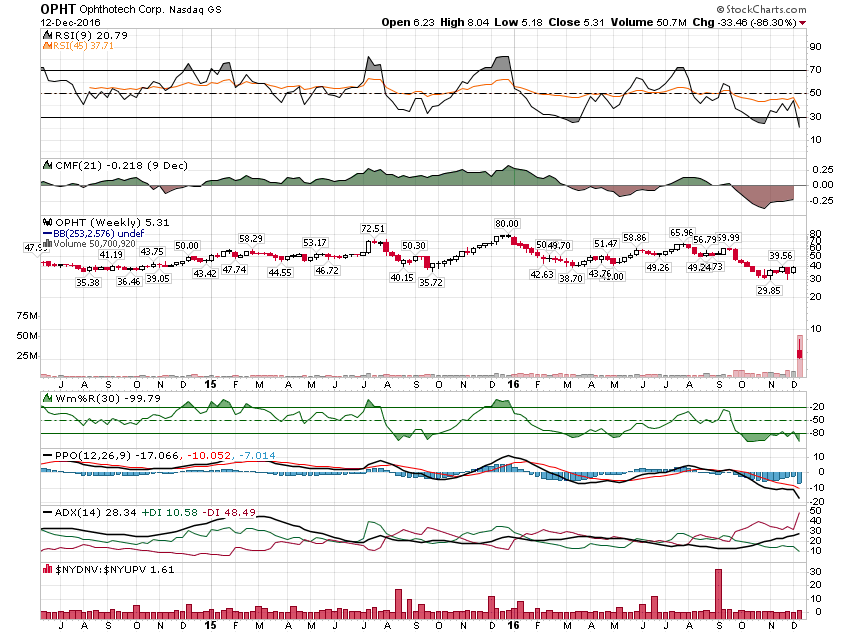 OPHT Ophthotech Corp. Nasdaq GS © StockCharts.com
12-Dec-2016 Open 6.23 High 8.04 Low 5.18 Close 5.31 Volume 50.7M Chg -33.46 (-86.30%)
RSI(9) 20.79
RSI(45) 37.71
90
70
50
30
10
CMF(21) -0.218 (9 Dec)
0.25
0.00
-0.25
OPHT (Weekly) 5.31
BB(253,2.576) undef
Volume 50,700,920
41.19 43.75 50.00 58.29 53.17 72.51 50.30 80.00 49.70 51.47 58.86 65.96 56.79 59.99 39.56
35.38 36.46 39.05 43.42 47.74 44.55 46.72 40.15 35.72 42.63 38.70 43.76 42.00 49.26 49.24 29.85
80
70
60
50
40
30
20
10
75M
50M
25M
J A S O N D 15 F M A M J J A S O N D 16 F M A M J J A S O N D
Wm%R(30) -99.79
-20
-50
-80
PPO(12,26,9) -17.066, -10.052, -7.014
10
0
-10
-20
ADX(14) 28.34 +DI 10.58 -DI 48.49
50
40
30
20
10
$NYDNV:$NYUPV 1.61
30
20
10
0
J A S O N D 15 F M A M J J A S O N D 16 F M A M J J A S O N D